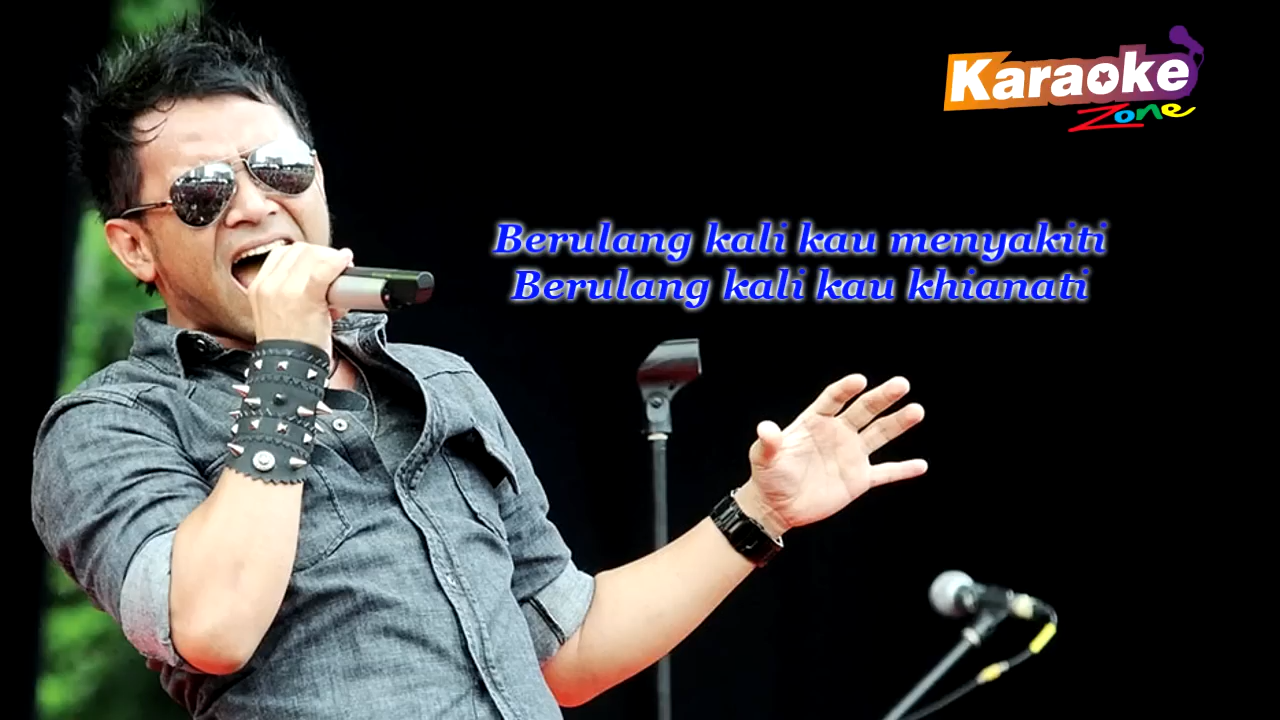 Karaoke
Zone
Berulang kali kau menyakiti
Berulang kali kau khianati